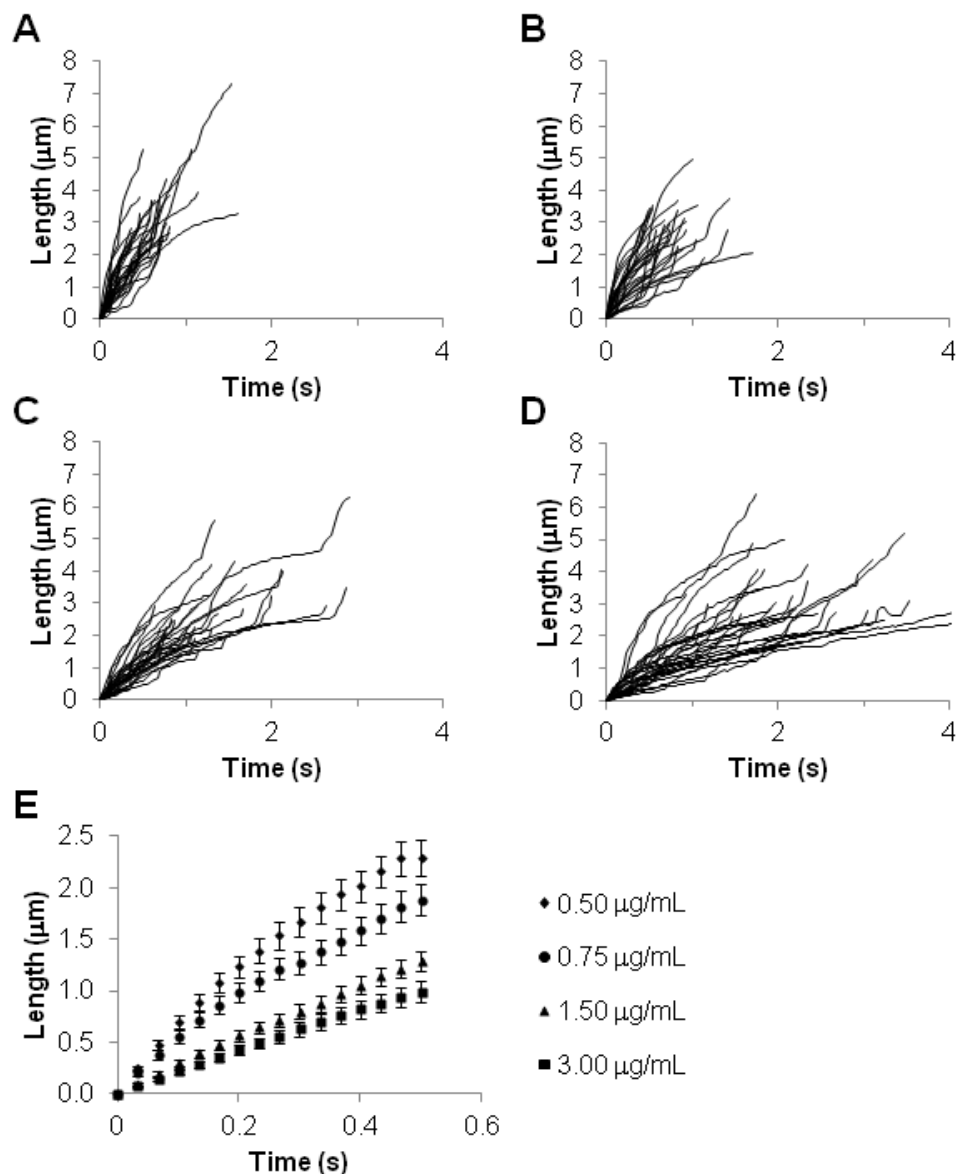 A
8
7
6
5
4
3
2
1
0
Length (µm)
0 2 4
Time (s)
B
8
7
6
5
4
3
2
1
0
Length (µm)
0 2 4
Time (s)
C
8
7
6
5
4
3
2
1
0
Length (µm)
0 2 4
Time (s)
D
8
7
6
5
4
3
2
1
0
Length (µm)
0 2 4
Time (s)
E
2.5
2.0
1.5
1.0
0.5
0.0
Length (µm)
0 0.2 0.4 0.6
Time (s)
0.50 µg/mL
0.75 µg/mL
1.50 µg/mL
3.00 µg/mL